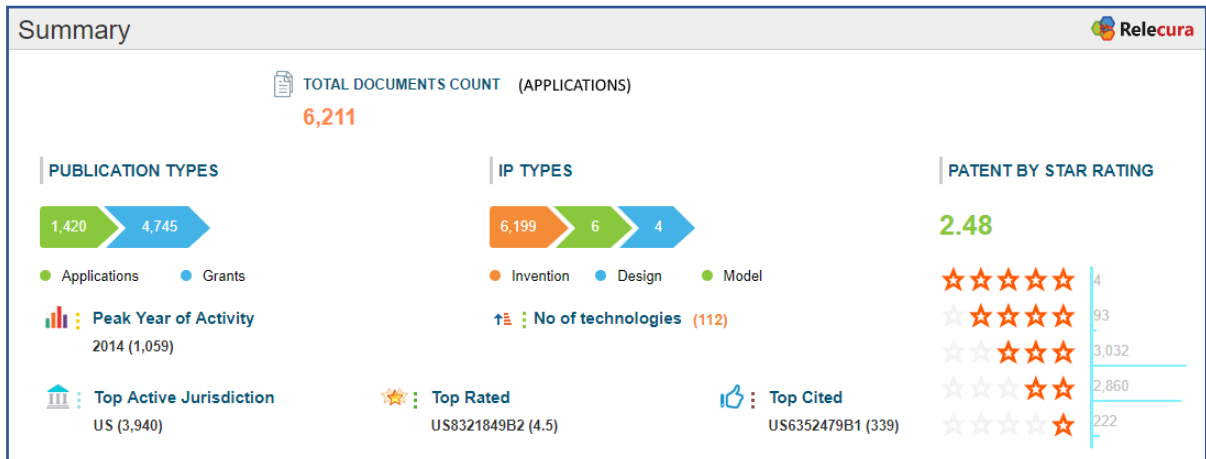 Summary
Relecura
TOTAL DOCUMENTS COUNT (APPLICATIONS)
6,211
PUBLICATION TYPES
1,420 4,745
Applications Grants
Peak Year of Activity
2014 (1,059)
IP TYPES
6,199 6 4
Invention Design Model
No of technologies (112)
Top Active Jurisdiction
US (3,940)
Top Rated
US8321849B2 (4.5)
Top Cited
US6352479B1 (339)
PATENT BY STAR RATING
2.48
4
93
3,032
2,860
222